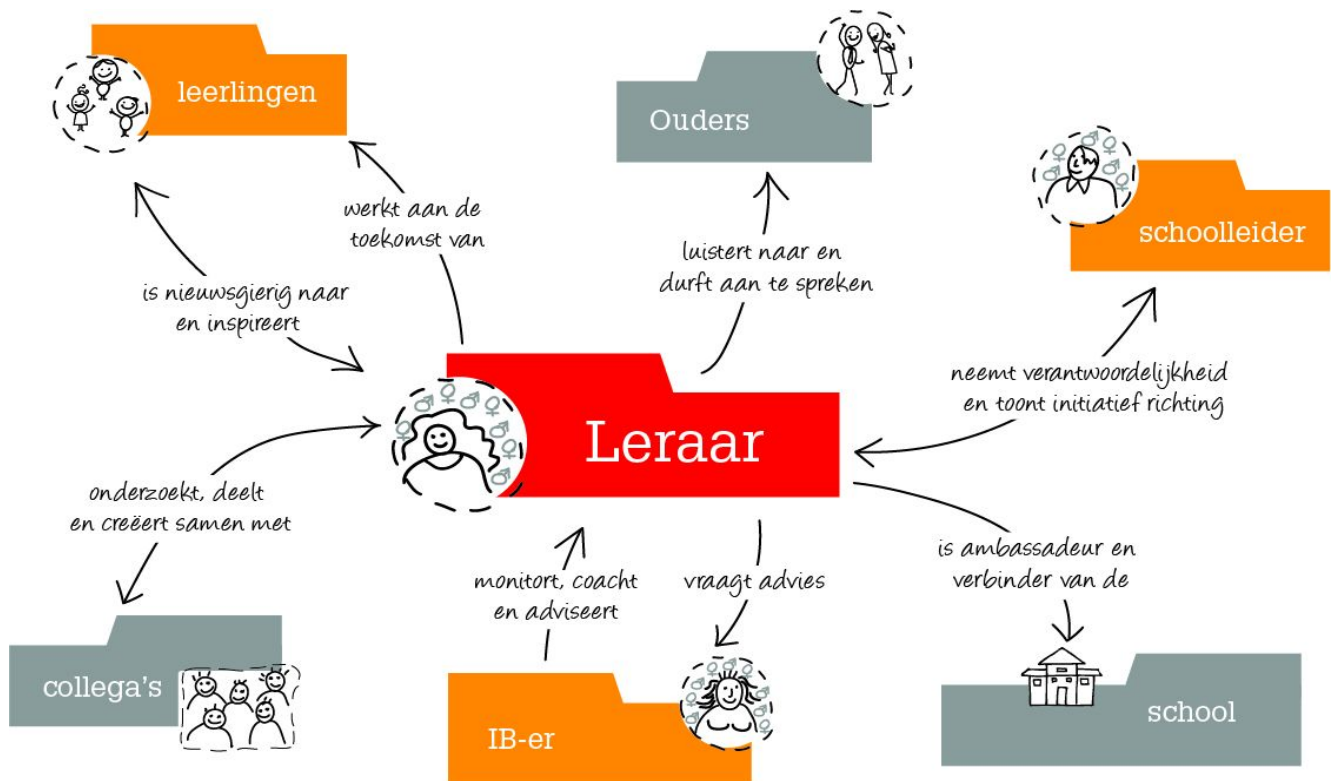 leerlingen
Ouders
schoolleider
werkt aan de
toekomst van
luistert naar en
durft aan te spreken
is nieuwsgierig naar
en inspireert
neemt verantwoordelijkheid
en toont initiatief richting
Leraar
onderzoekt, deelt
en creëert samen met
monitort, coacht
en adviseert
vraagt advies
is ambassadeur en
verbinder van de
collega's
IB-er
school